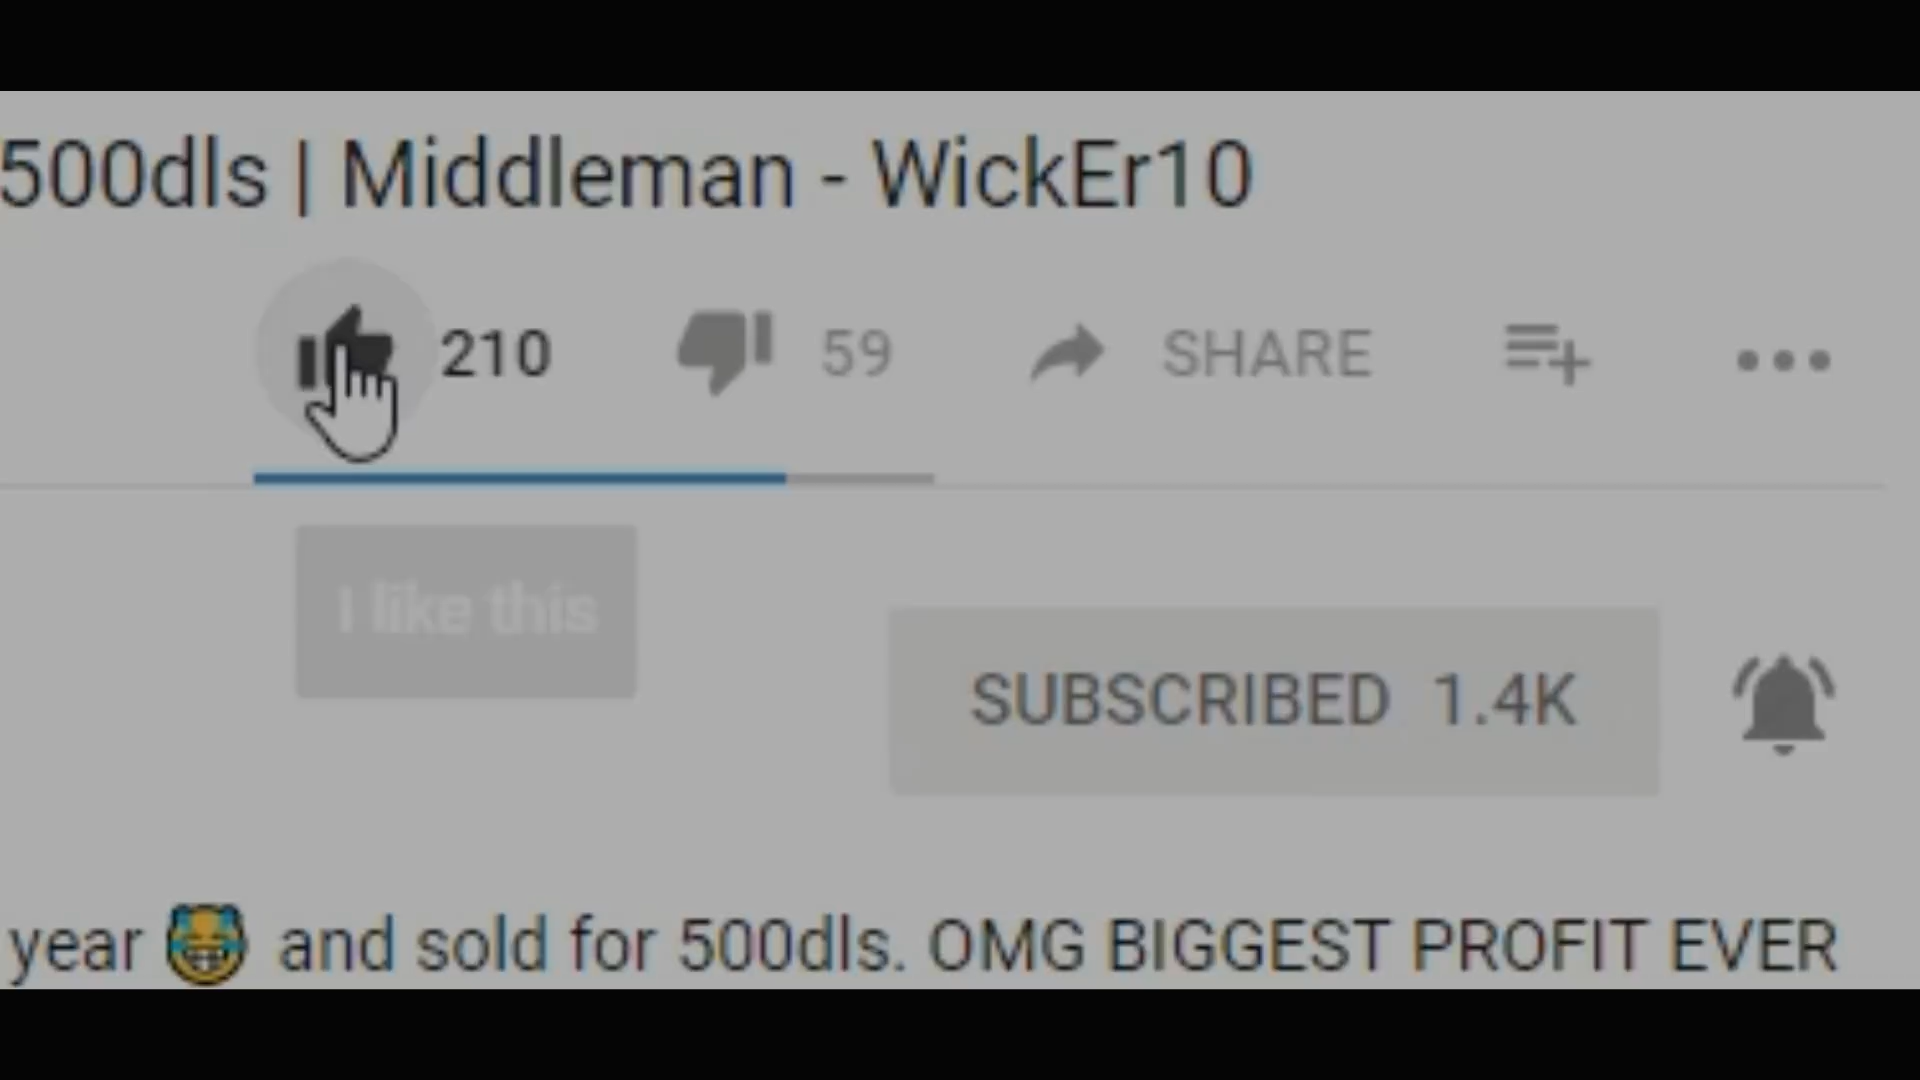 500dls | Middleman - WickEr10
210 59 SHARE
I like this
SUBSCRIBED 1.4K
year 😹 and sold for 500dls. OMG BIGGEST PROFIT EVER